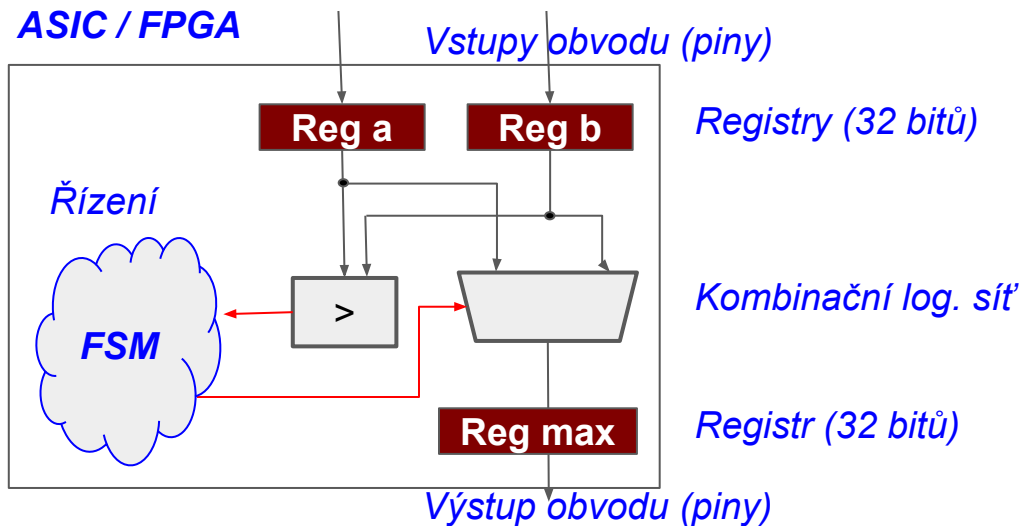 ASIC / FPGA
Vstupy obvodu (piny)
Reg a
Reg b
Registry (32 bitů)
Řízení
>
Kombinační log. síť
FSM
Reg max
Registr (32 bitů)
Výstup obvodu (piny)